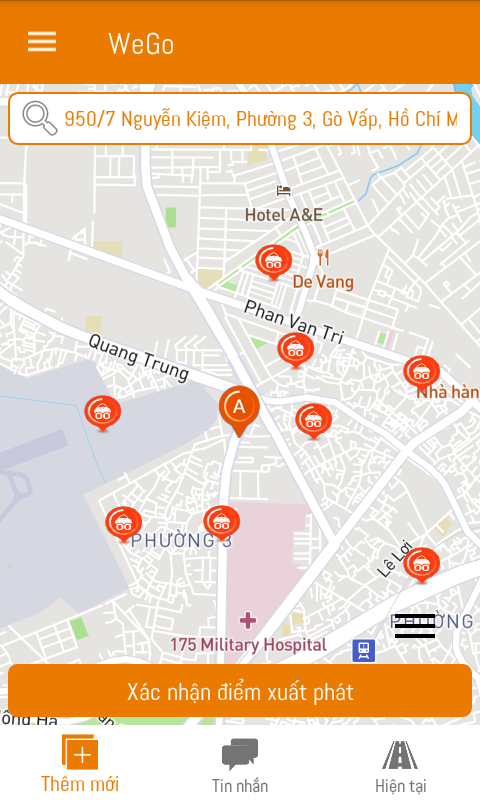 WeGo
950/7 Nguyễn Kiệm, Phường 3, Gò Vấp, Hồ Chí M
Hotel A&E
De Vang
Phan Van Tri
Quang Trung
Nhà hàn
A
PHƯỜNG 3
Lê Lợi
175 Military Hospital
Xác nhận điểm xuất phát
Thêm mới
Tin nhắn
Hiện tại